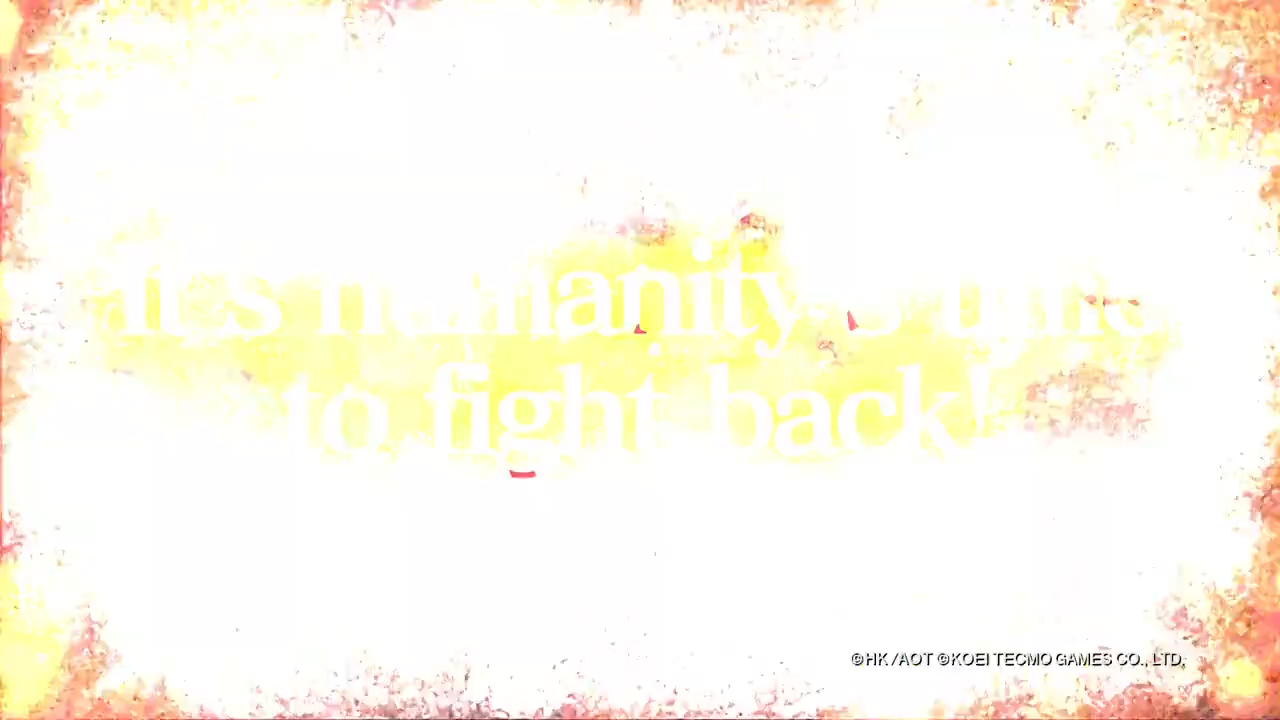 It's humanity's time
to fight back!
©HK/AOT ©KOEI TECMO GAMES CO., LTD.